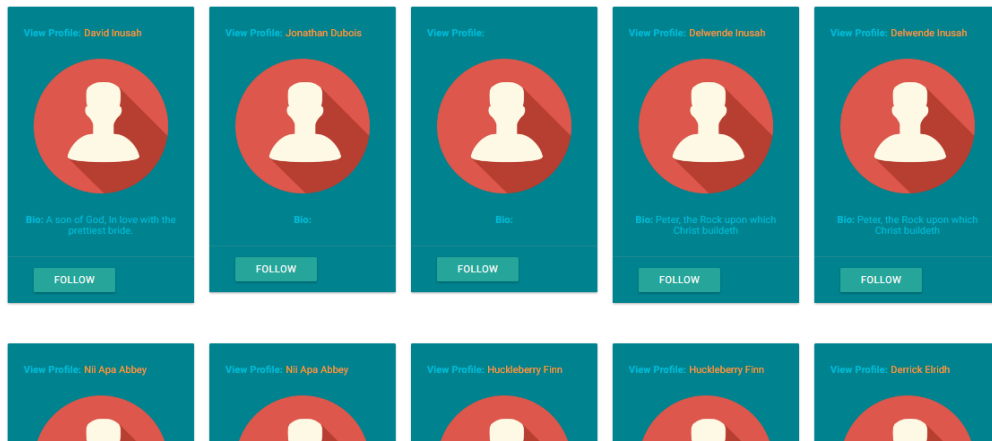 View Profile: David Inusah
View Profile: Jonathan Dubois
View Profile:
View Profile: Delwende Inusah
View Profile: Delwende Inusah
Bio: A son of God, In love with the
prettiest bride.
Bio:
Bio:
Bio: Peter, the Rock upon which
Christ buildeth
Bio: Peter, the Rock upon which
Christ buildeth
FOLLOW
FOLLOW
FOLLOW
FOLLOW
FOLLOW
View Profile: Nii Apa Abbey
View Profile: Nii Apa Abbey
View Profile: Huckleberry Finn
View Profile: Huckleberry Finn
View Profile: Derrick Elridh